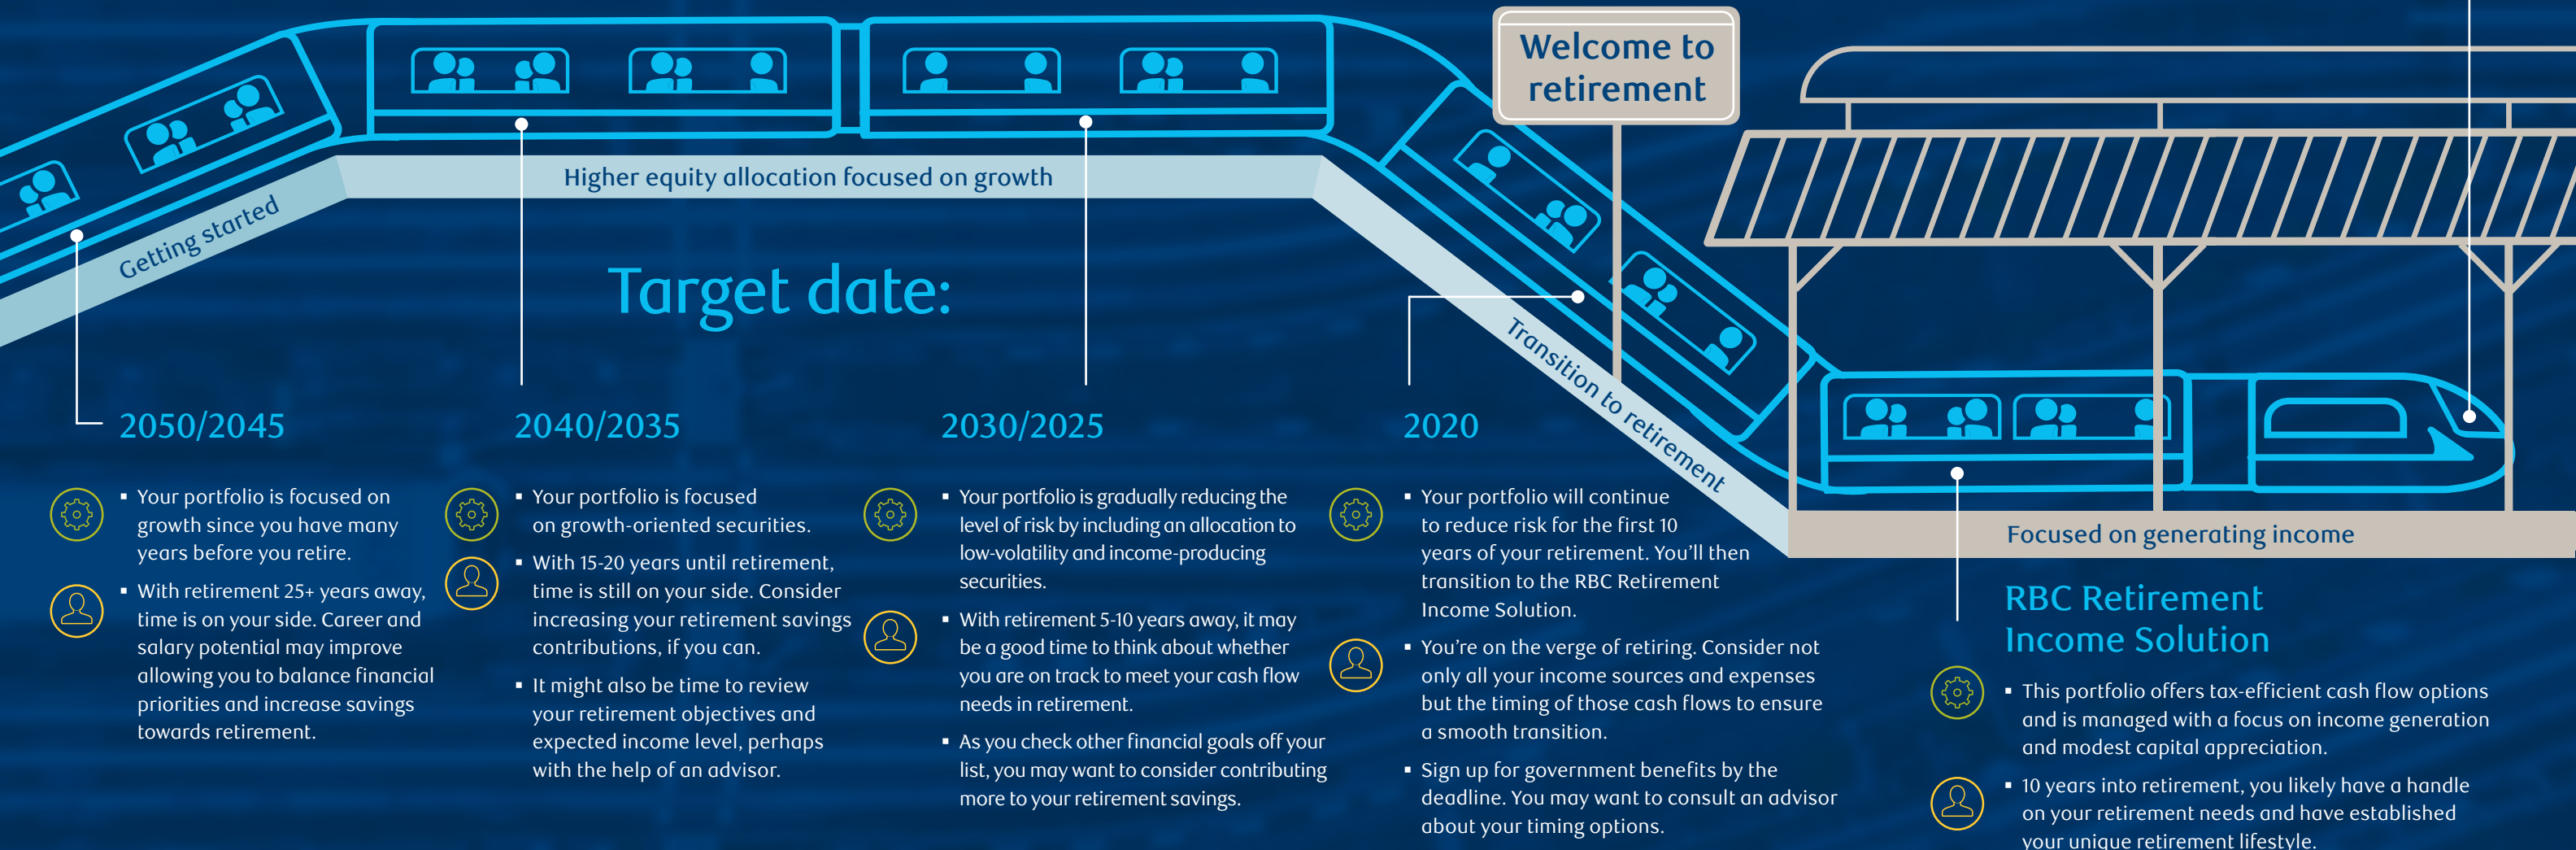 Welcome to
retirement
Higher equity allocation focused on growth
Getting started
Target date:
Transition to retirement
2050/2045
▪ Your portfolio is focused on
growth since you have many
years before you retire.
▪ With retirement 25+ years away,
time is on your side. Career and
salary potential may improve
allowing you to balance financial
priorities and increase savings
towards retirement.
2040/2035
▪ Your portfolio is focused
on growth-oriented securities.
▪ With 15-20 years until retirement,
time is still on your side. Consider
increasing your retirement savings
contributions, if you can.
▪ It might also be time to review
your retirement objectives and
expected income level, perhaps
with the help of an advisor.
2030/2025
▪ Your portfolio is gradually reducing the
level of risk by including an allocation to
low-volatility and income-producing
securities.
▪ With retirement 5-10 years away, it may
be a good time to think about whether
you are on track to meet your cash flow
needs in retirement.
▪ As you check other financial goals off your
list, you may want to consider contributing
more to your retirement savings.
2020
▪ Your portfolio will continue
to reduce risk for the first 10
years of your retirement. You’ll then
transition to the RBC Retirement
Income Solution.
▪ You’re on the verge of retiring. Consider not
only all your income sources and expenses
but the timing of those cash flows to ensure
a smooth transition.
▪ Sign up for government benefits by the
deadline. You may want to consult an advisor
about your timing options.
Focused on generating income
RBC Retirement
Income Solution
▪ This portfolio offers tax-efficient cash flow options
and is managed with a focus on income generation
and modest capital appreciation.
▪ 10 years into retirement, you likely have a handle
on your retirement needs and have established
your unique retirement lifestyle.